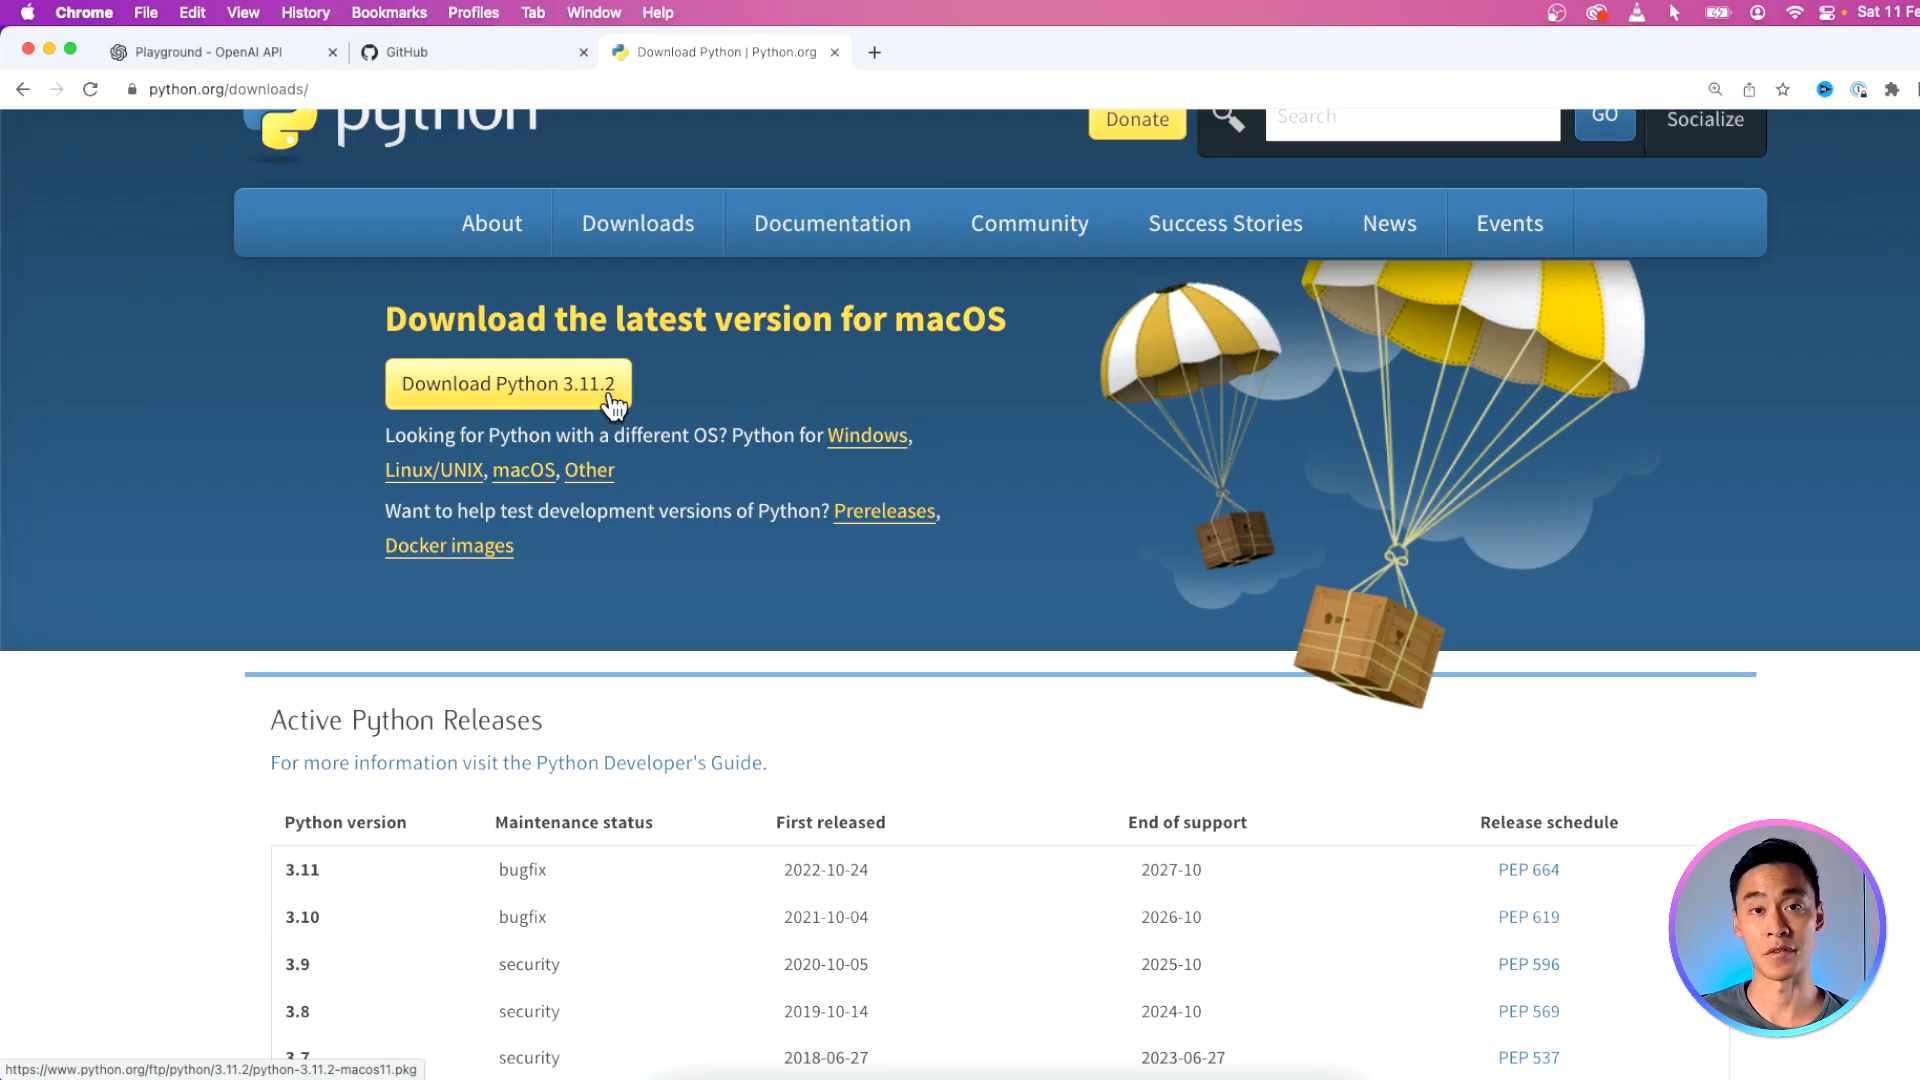 Chrome File Edit View History Bookmarks Profiles Tab Window Help Sat 11 Fe
Playground - OpenAI API
GitHub
Download Python | Python.org
python.org/downloads/
python
Donate
Search
GO
Socialize
About Downloads Documentation Community Success Stories News Events
Download the latest version for macOS
Download Python 3.11.2
Looking for Python with a different OS? Python for Windows,
Linux/UNIX, macOS, Other
Want to help test development versions of Python? Prereleases,
Docker images
Active Python Releases
For more information visit the Python Developer's Guide.
Python version Maintenance status First released End of support Release schedule
3.11 bugfix 2022-10-24 2027-10 PEP 664
3.10 bugfix 2021-10-04 2026-10 PEP 619
3.9 security 2020-10-05 2025-10 PEP 596
3.8 security 2019-10-14 2024-10 PEP 569
3.7 security 2018-06-27 2023-06-27 PEP 537
https://www.python.org/ftp/python/3.11.2/python-3.11.2-macos11.pkg